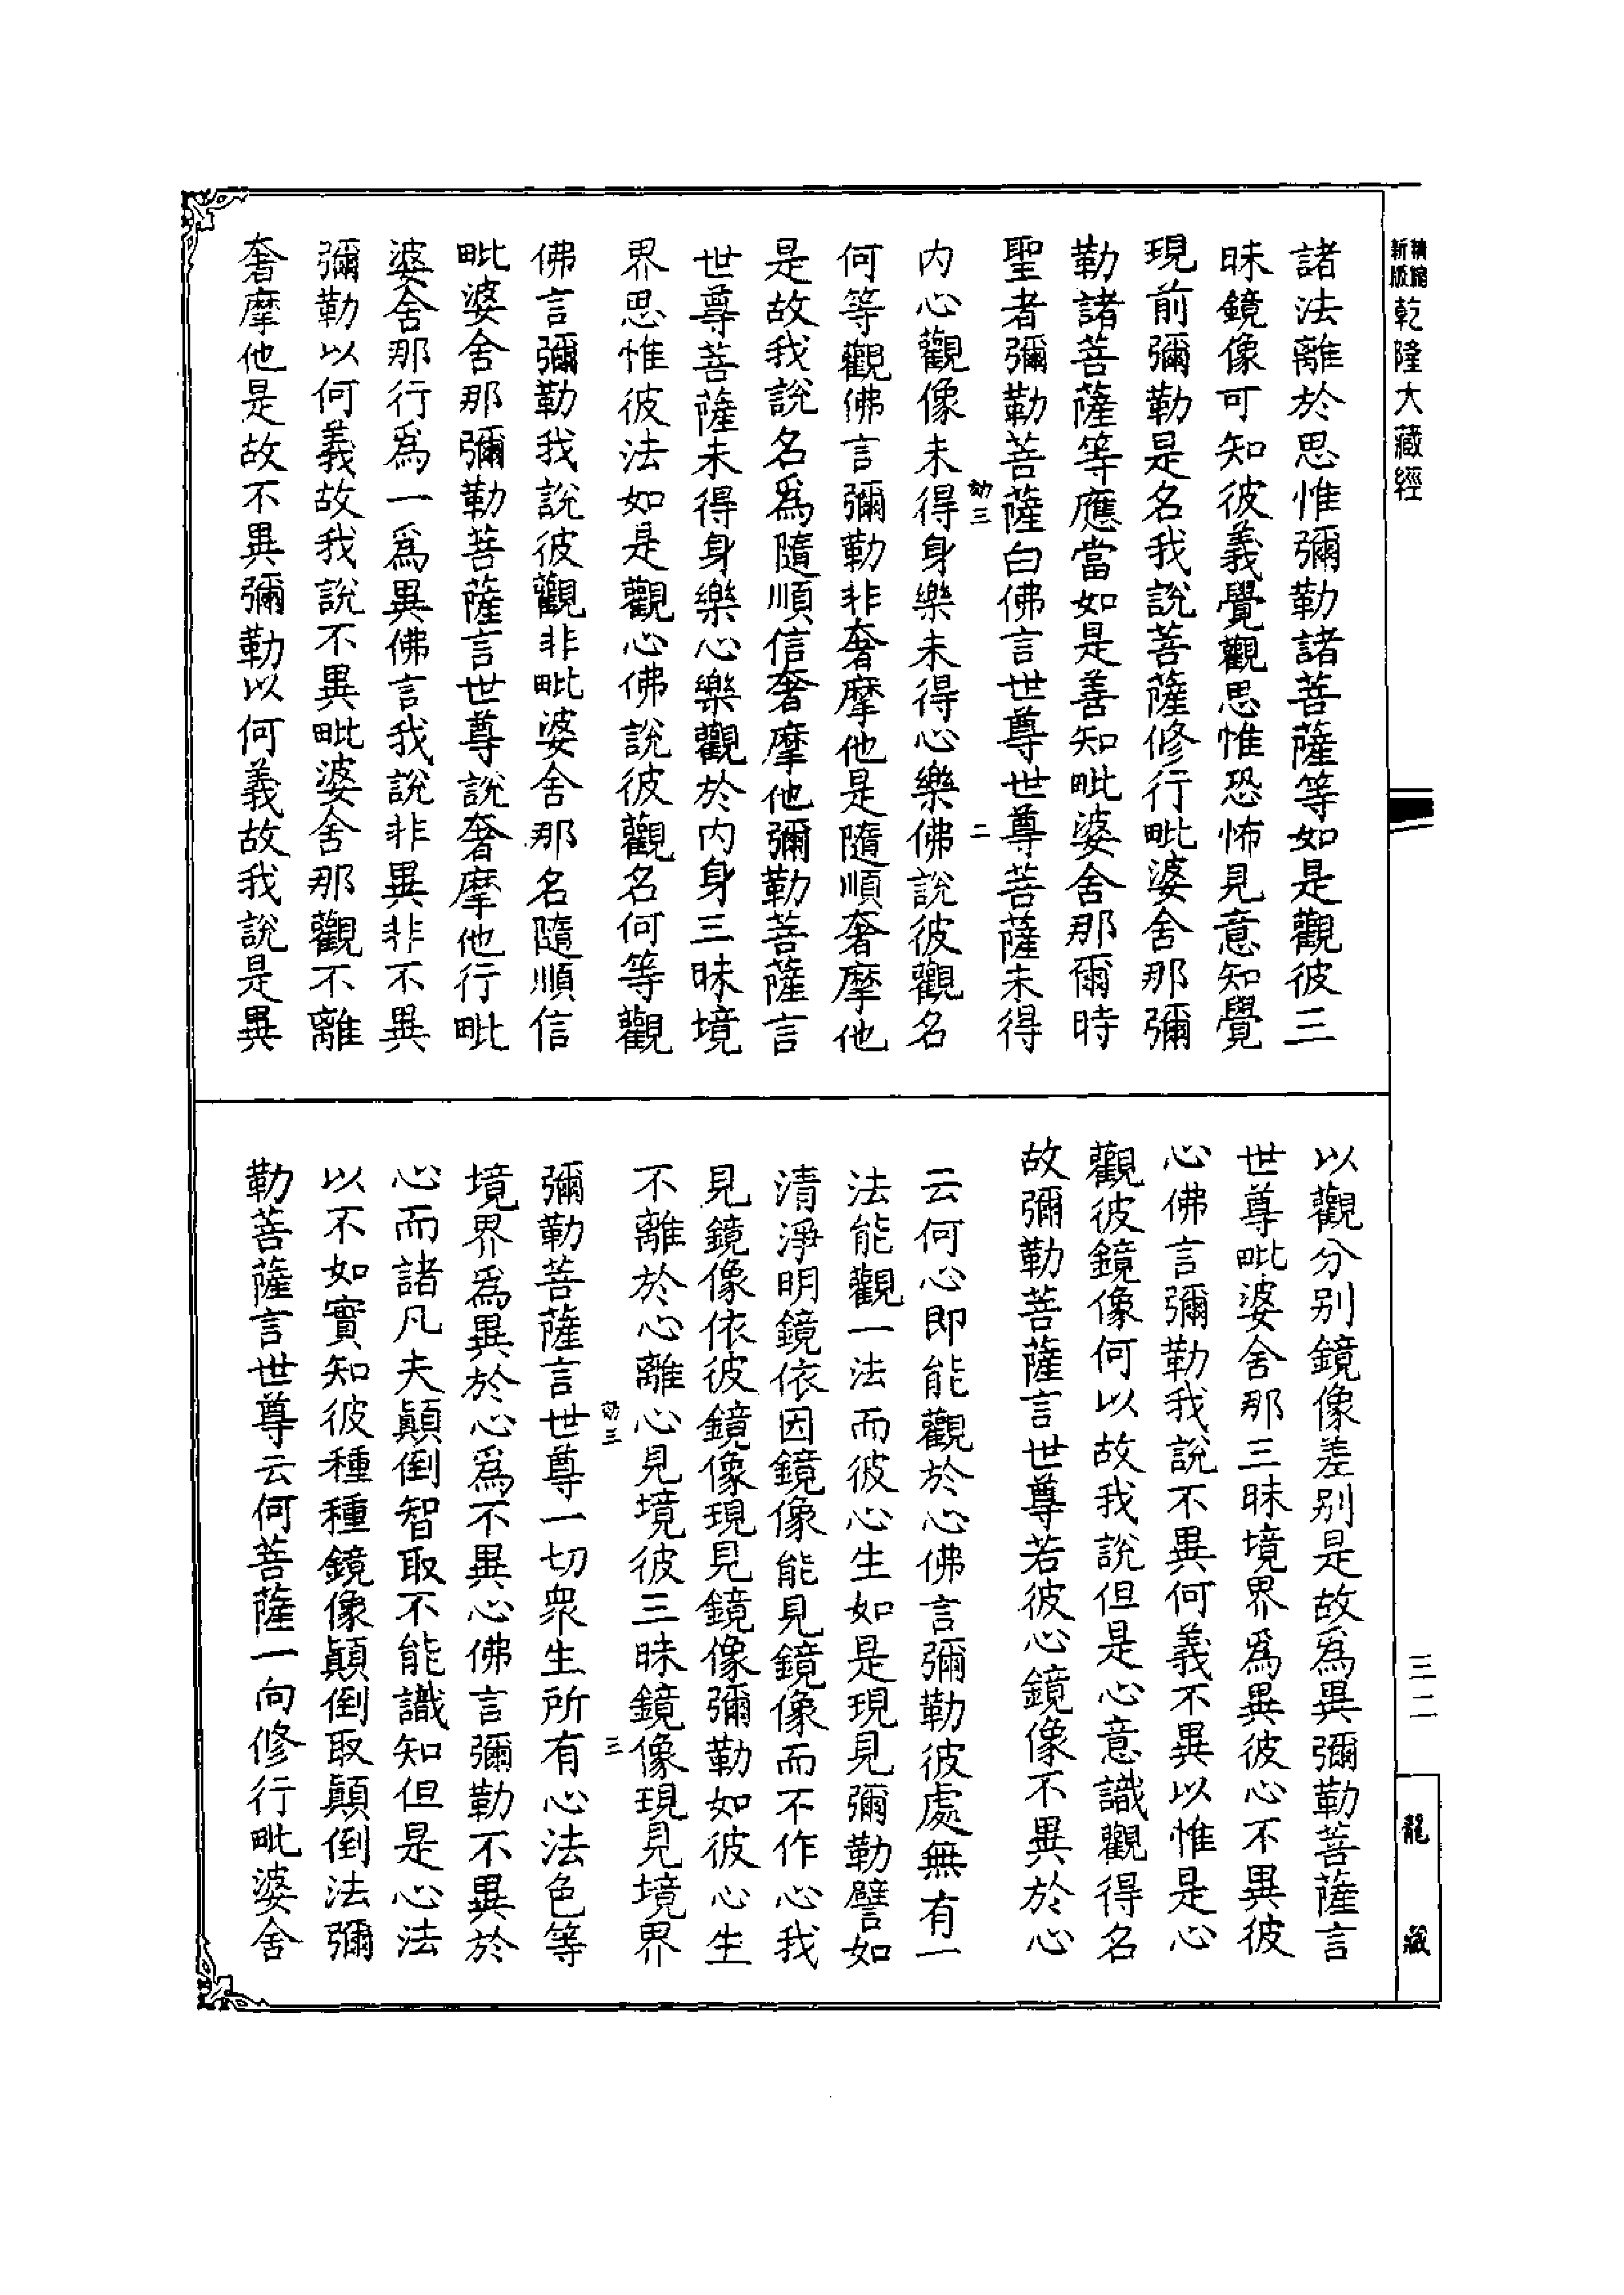 諸法離於思惟彌勒諸菩薩等如是觀彼三
昧鏡像可知彼義覺觀思惟恐怖見意知覺
現前彌勒是名我說菩薩修行毗婆舍那彌
勒諸菩薩等應當如是善知毗婆舍那爾時
聖者彌勒菩薩白佛言世尊世尊菩薩未得
內心觀像未得身樂未得心樂佛說彼觀名
何等觀佛言彌勒非奢摩他是隨順奢摩他
是故我說名爲隨順信奢摩他彌勒菩薩言
世尊菩薩未得身樂心樂觀於內身三昧境
界思惟彼法如是觀心佛說彼觀名何等觀
佛言彌勒我說彼觀非毗婆舍那名隨順信
毗婆舍那彌勒菩薩言世尊說奢摩他行毗
婆舍那行爲一爲異佛言我說非異非不異
彌勒以何義故我說不異毗婆舍那觀不離
奢摩他是故不異彌勒以何義故我說是異
以觀分别鏡像差别是故爲異彌勒菩薩言
世尊毗婆舍那三昧境界爲異彼心不異彼
心佛言彌勒我說不異何義不異以惟是心
觀彼鏡像何以故我說但是心意識觀得名
故彌勒菩薩言世尊若彼心鏡像不異於心
云何心即能觀於心佛言彌勒彼處無有一
法能觀一法而彼心生如是現見彌勒譬如
清淨明鏡依因鏡像能見鏡像而不作心我
見鏡像依彼鏡像現見鏡像彌勒如彼心生
不離於心離心見境彼三昧鏡像現見境界
彌勒菩薩言世尊一切衆生所有心法色等
境界爲異於心爲不異心佛言彌勒不異於
心而諸凡夫顛倒智取不能識知但是心法
以不如實知彼種種鏡像顛倒取顛倒法彌
勒菩薩言世尊云何菩薩一向修行毗婆舍
新版
精縮
乾隆大藏經
三二
龍藏
三
二
三
三